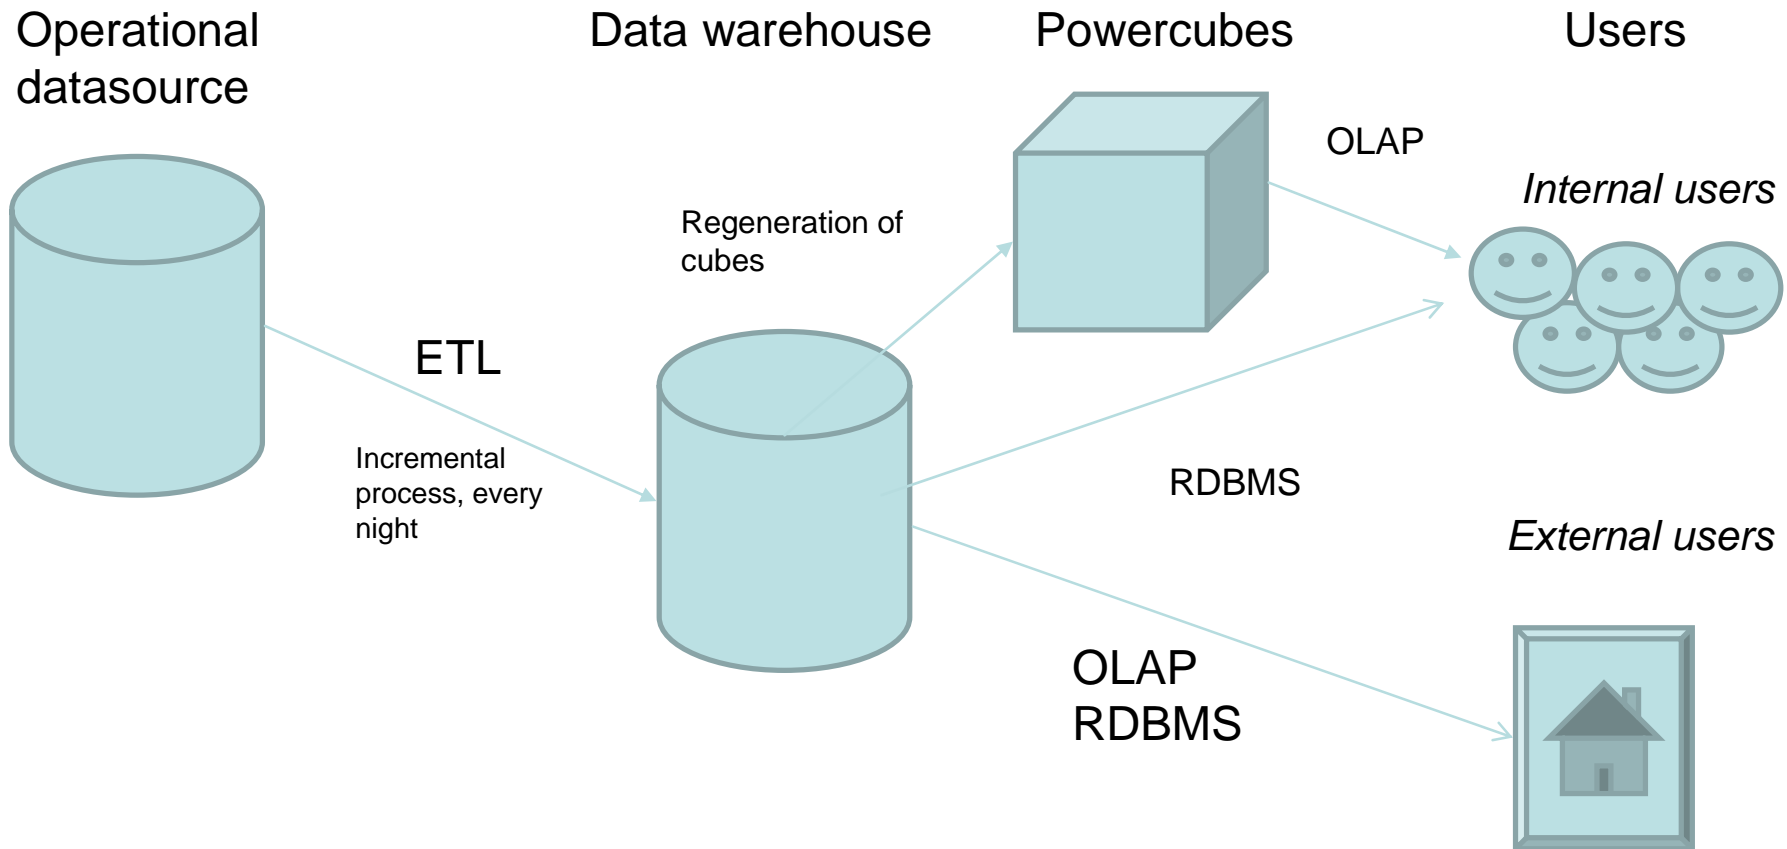 Operational
datasource
Data warehouse
Powercubes
Users
OLAP
Internal users
Regeneration of
cubes
ETL
Incremental
process, every
night
RDBMS
External users
OLAP
RDBMS